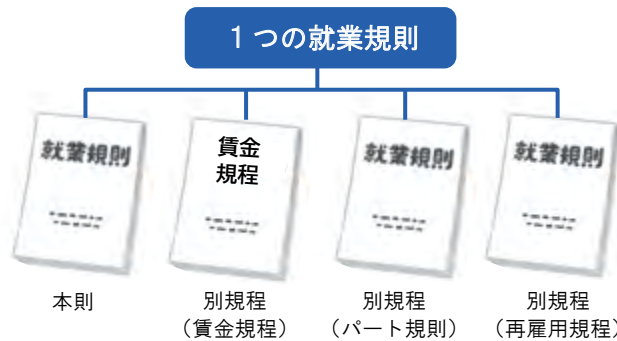 1つの就業規則
就業規則
賃金
規程
就業規則
就業規則
本則
別規程
（賃金規程）
別規程
（パート規則）
別規程
（再雇用規程）